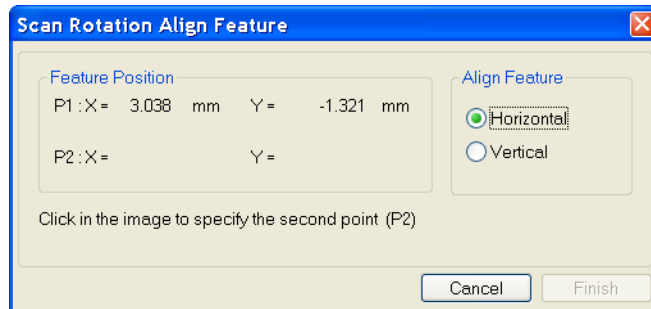 Scan Rotation Align Feature
Feature Position
Align Feature
P1 : X = 3.038 mm Y = -1.321 mm
Horizontal
P2 : X = Y =
Vertical
Click in the image to specify the second point (P2)
Cancel Finish